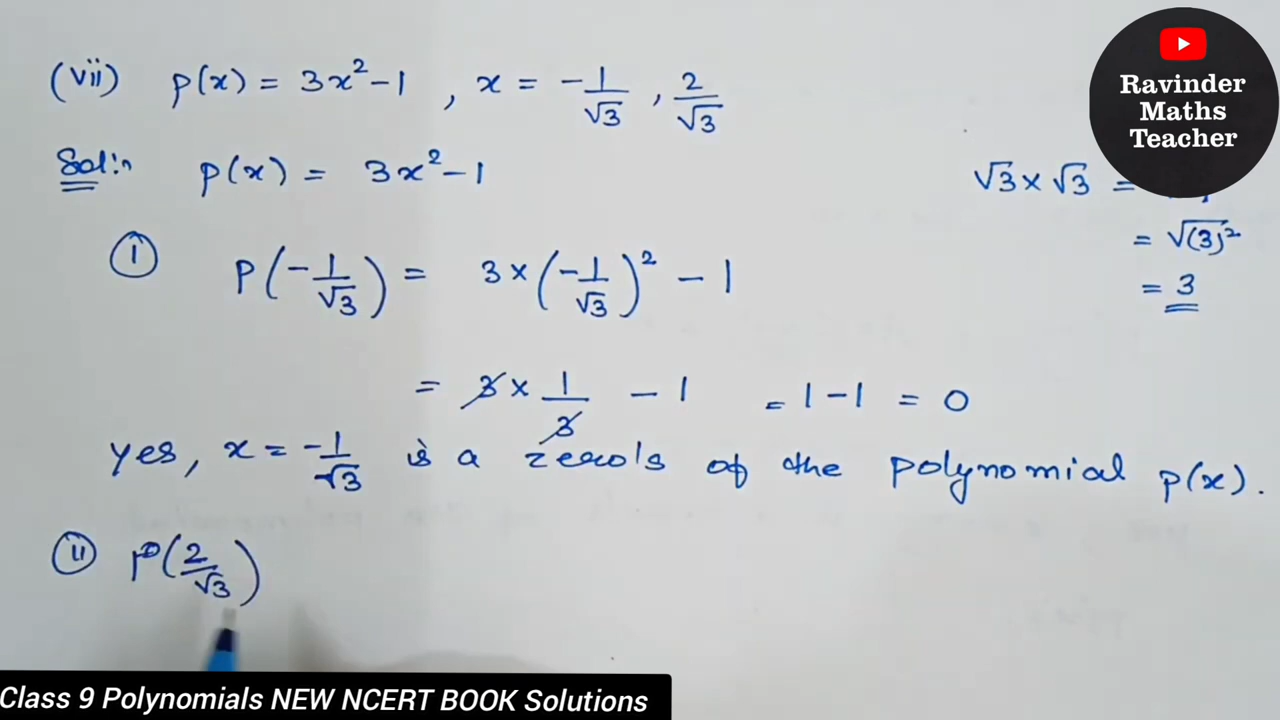 (vii) p(x) = 3x² - 1 , x = -1/√3 , 2/√3
Ravinder
Maths
Teacher
Sol:n p(x) = 3x² - 1
√3 × √3 =
= √(3)²
= 3
(i) P(-1/√3) = 3 × (-1/√3)² - 1
= 3 × 1/3 - 1 = 1 - 1 = 0
Yes, x = -1/√3 is a zero's of the polynomial p(x).
(ii) P(2/√3)
Class 9 Polynomials NEW NCERT BOOK Solutions